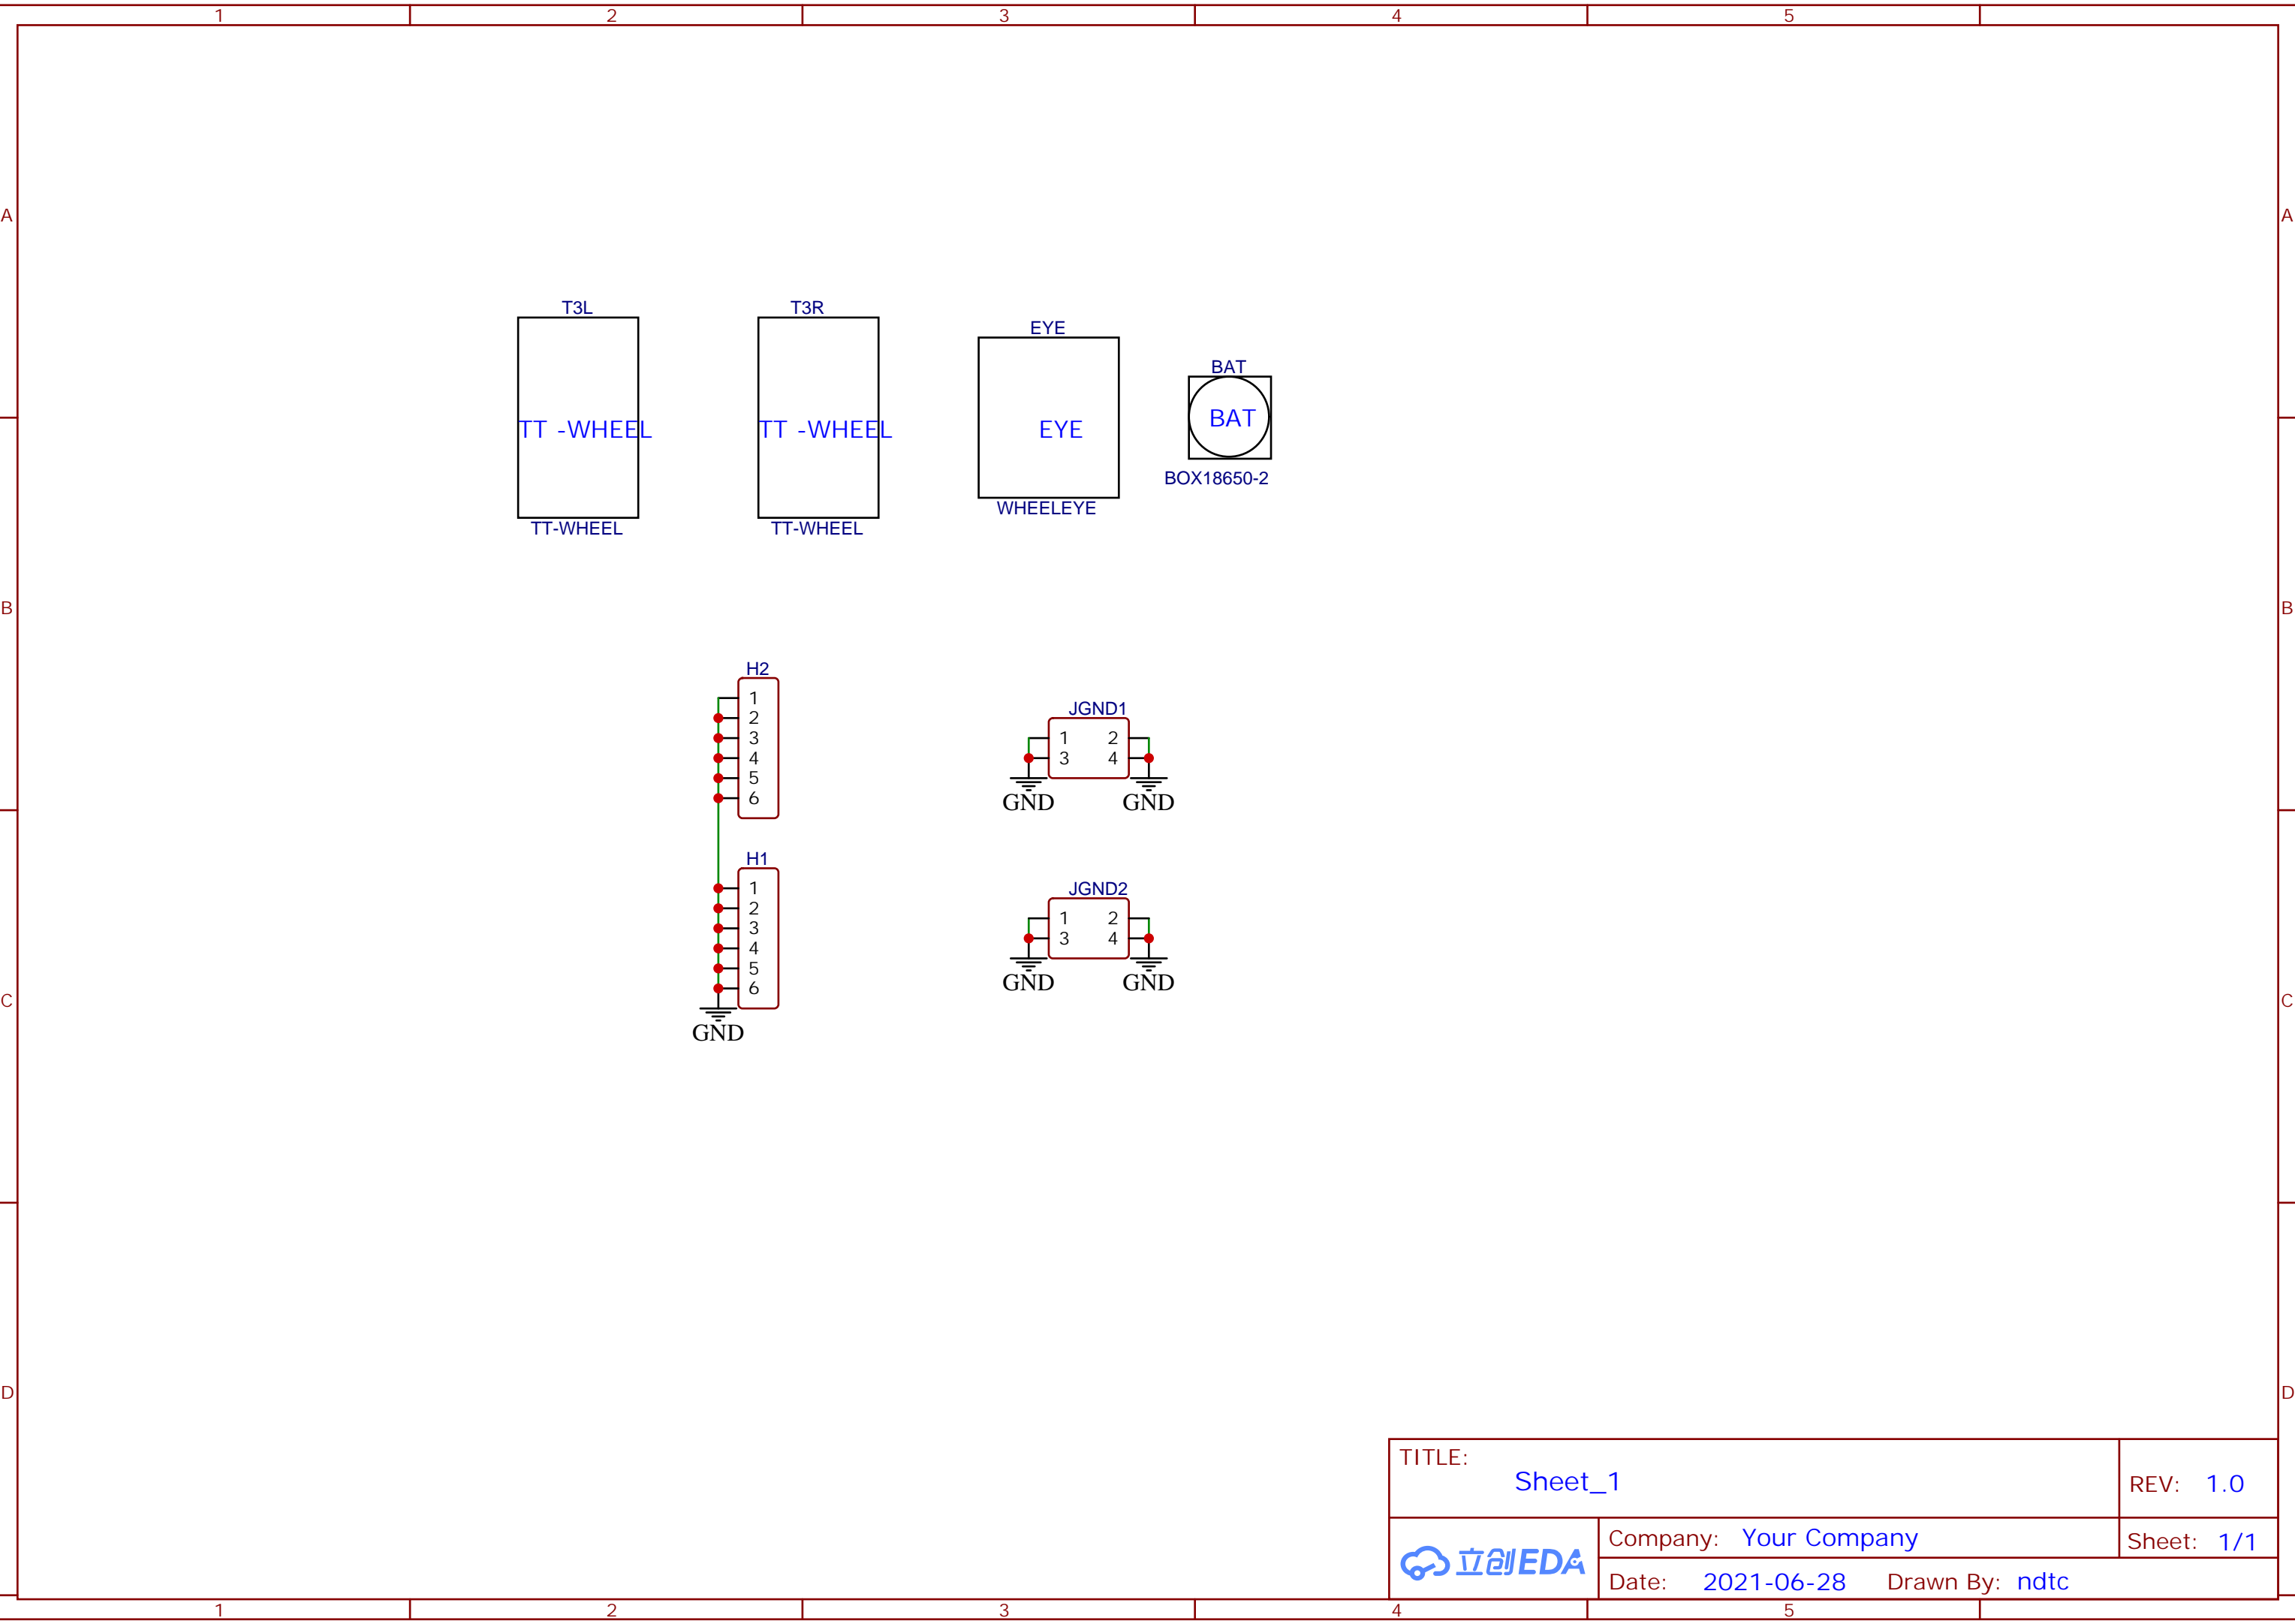 1 2 3 4 5
A A
T3L T3R
EYE
BAT
TT -WHEEL TT -WHEEL EYE BAT
BOX18650-2
WHEELEYE
TT-WHEEL TT-WHEEL
B B
H2
1
2
3
4
5
6
JGND1
1 2
3 4
GND GND
H1
1
2
3
4
5
6
GND
JGND2
1 2
3 4
GND GND
C C
D D
TITLE:
Sheet_1
REV: 1.0
立创EDA
Company: Your Company
Sheet: 1/1
Date: 2021-06-28 Drawn By: ndtc
1 2 3 4 5